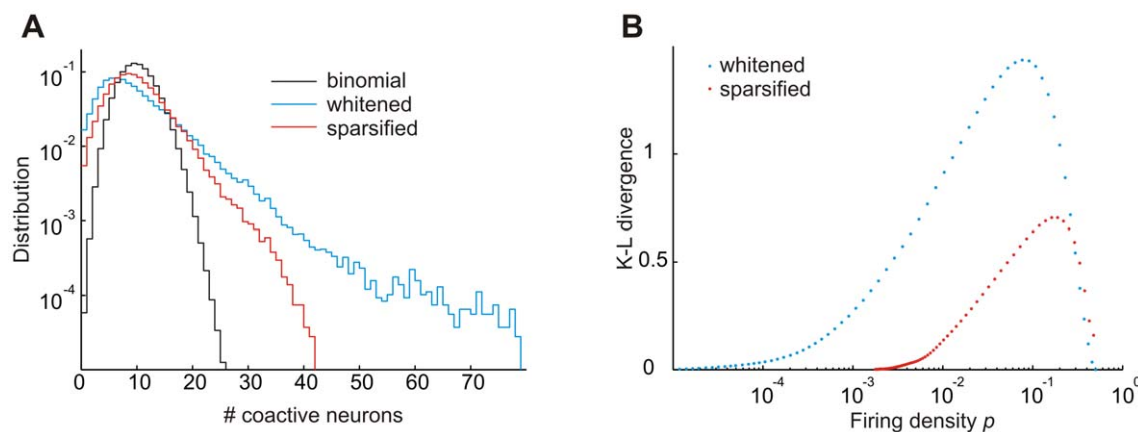 A
binomial
whitened
sparsified
Distribution
10⁻¹
10⁻²
10⁻³
10⁻⁴
0 10 20 30 40 50 60 70
# coactive neurons
B
whitened
sparsified
K-L divergence
1
0.5
0
10⁻⁴ 10⁻³ 10⁻² 10⁻¹ 10⁰
Firing density p